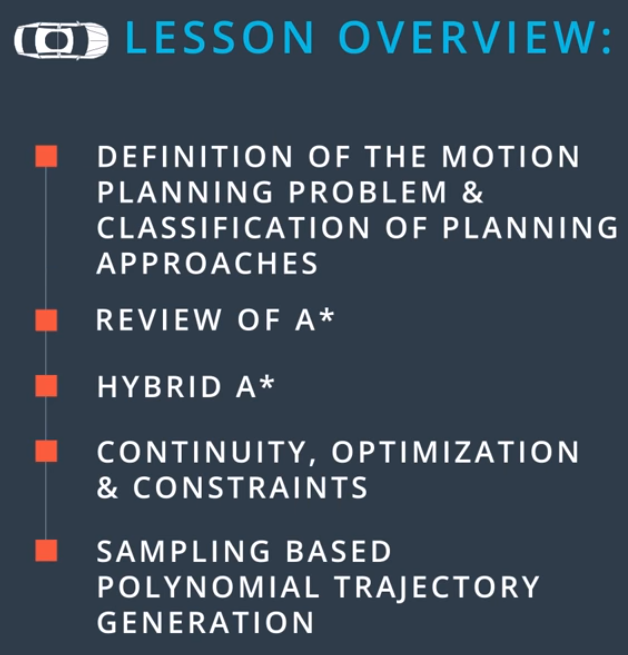 LESSON OVERVIEW:
DEFINITION OF THE MOTION
PLANNING PROBLEM &
CLASSIFICATION OF PLANNING
APPROACHES
REVIEW OF A*
HYBRID A*
CONTINUITY, OPTIMIZATION
& CONSTRAINTS
SAMPLING BASED
POLYNOMIAL TRAJECTORY
GENERATION